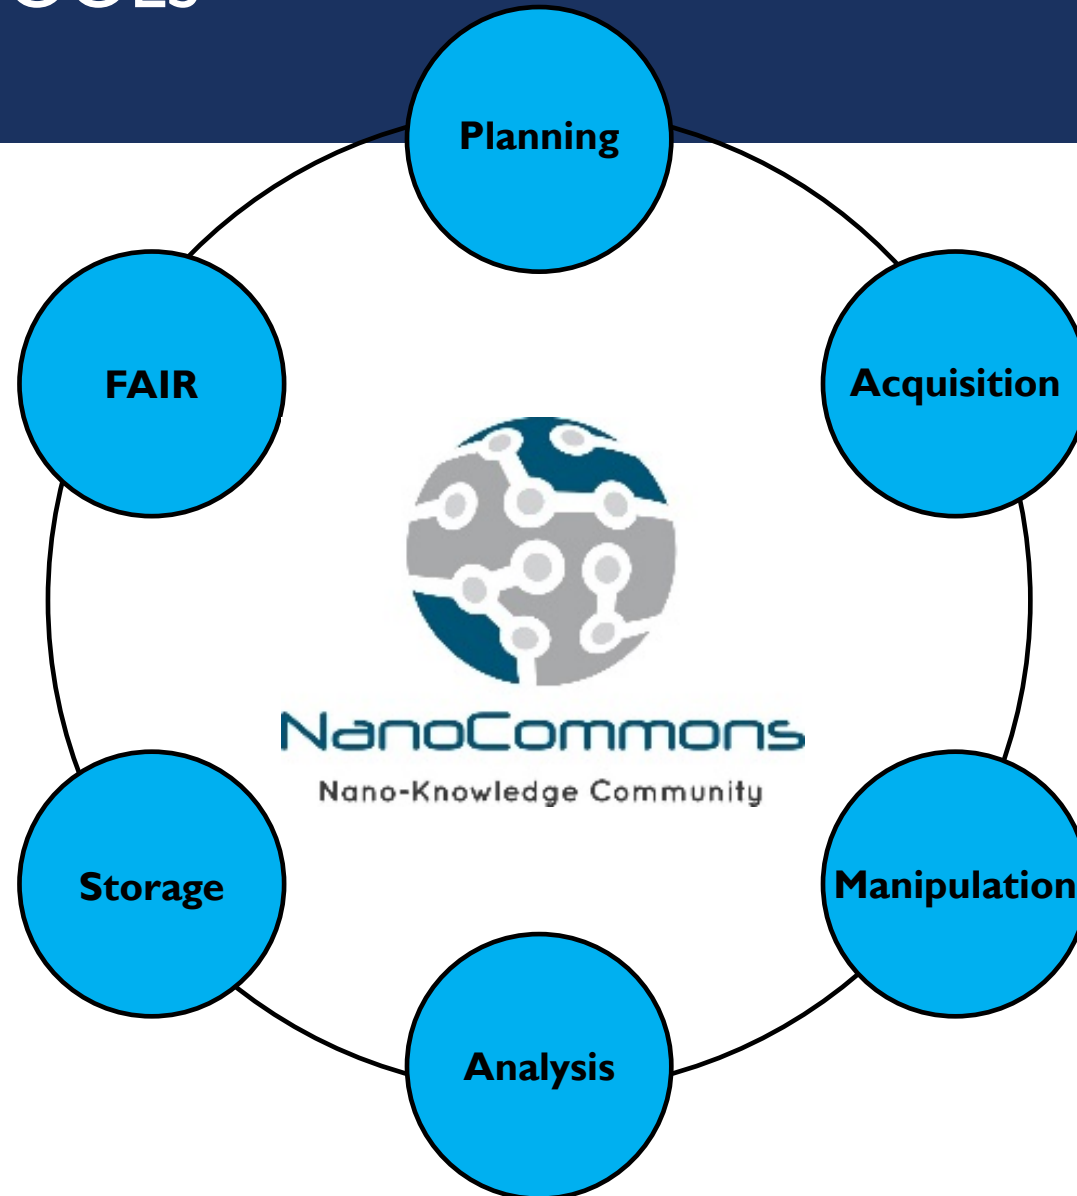 Planning
FAIR
Acquisition
NanoCommons
Nano-Knowledge Community
Storage
Manipulation
Analysis